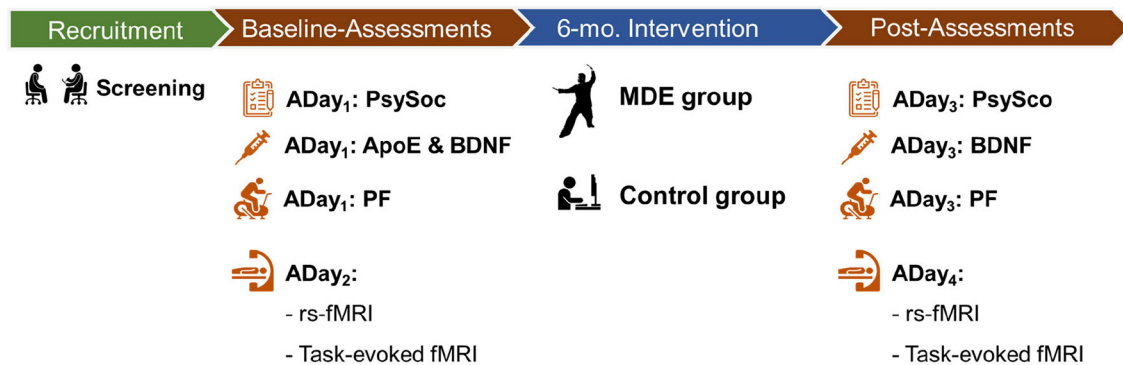 Recruitment
Baseline-Assessments
6-mo. Intervention
Post-Assessments
Screening
ADay₁: PsySoc
ADay₁: ApoE & BDNF
ADay₁: PF
ADay₂:
- rs-fMRI
- Task-evoked fMRI
MDE group
Control group
ADay₃: PsySco
ADay₃: BDNF
ADay₃: PF
ADay₄:
- rs-fMRI
- Task-evoked fMRI